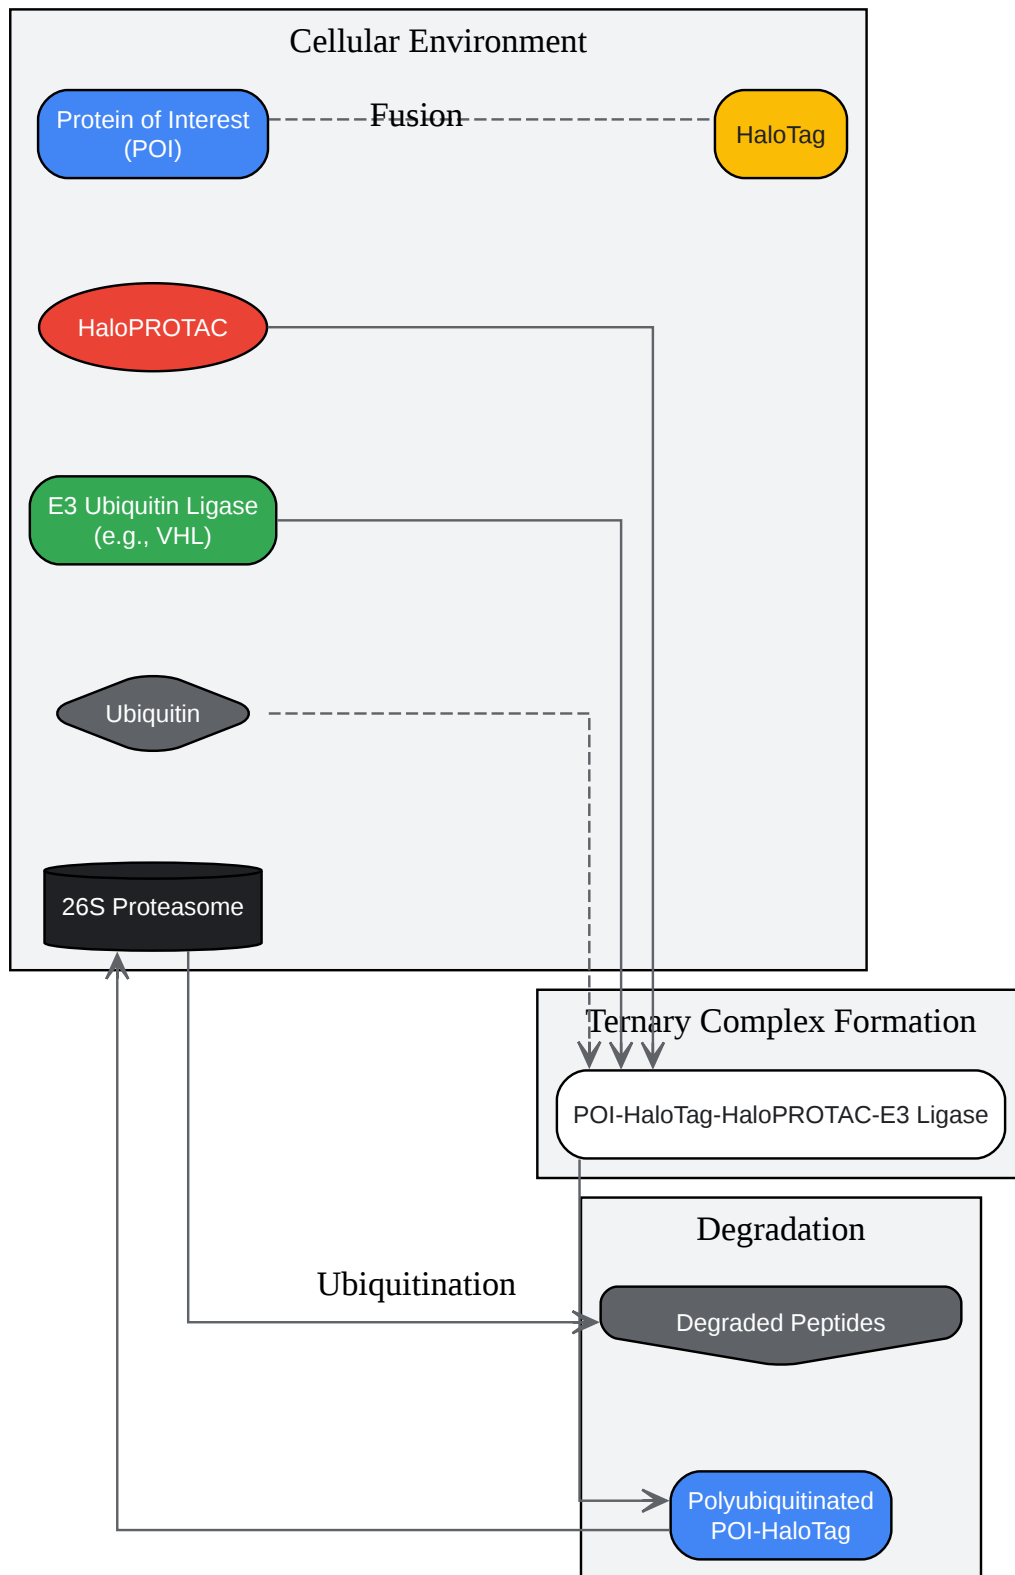 Cellular Environment
Protein of Interest
(POI)
Fusion
HaloTag
HaloPROTAC
E3 Ubiquitin Ligase
(e.g., VHL)
Ubiquitin
26S Proteasome
Ternary Complex Formation
POI-HaloTag-HaloPROTAC-E3 Ligase
Degradation
Ubiquitination
Degraded Peptides
Polyubiquitinated
POI-HaloTag